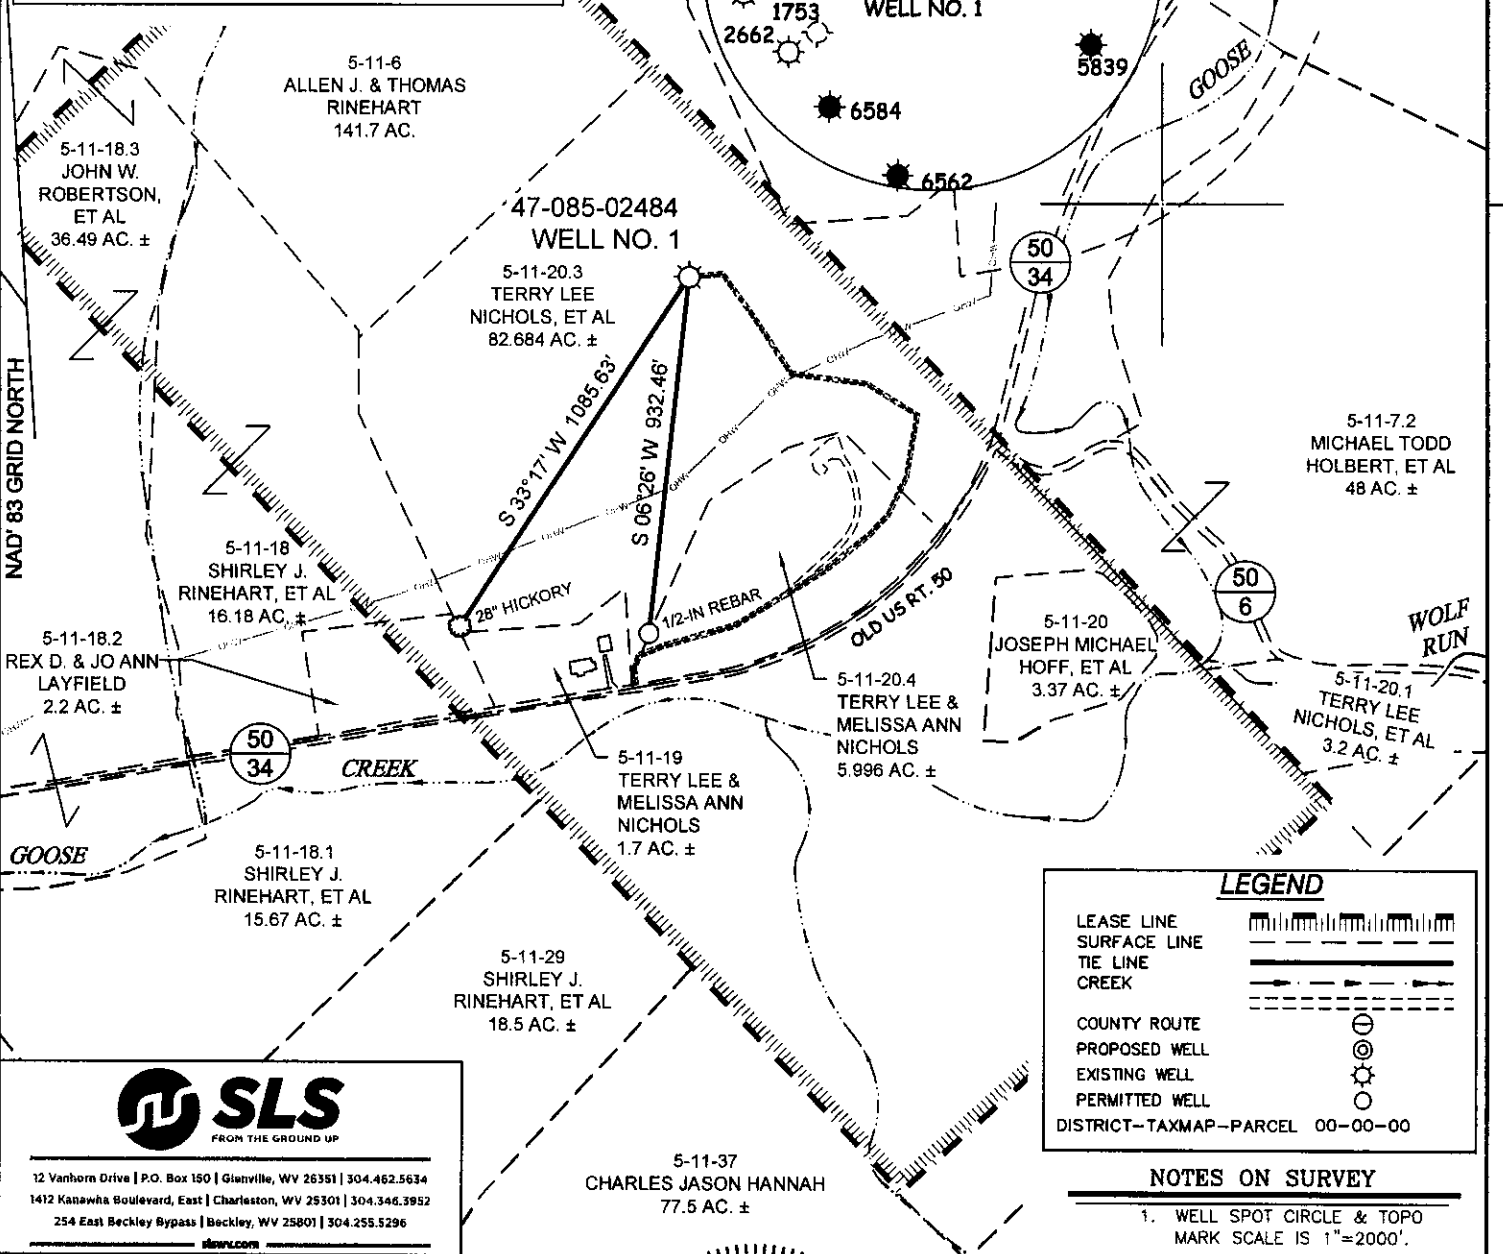 1753
WELL NO. 1
2662
5839
GOOSE
6584
6562
5-11-6
ALLEN J. & THOMAS
RINEHART
141.7 AC.
5-11-18.3
JOHN W.
ROBERTSON,
ET AL
36.49 AC. ±
47-085-02484
WELL NO. 1
5-11-20.3
TERRY LEE
NICHOLS, ET AL
82.684 AC. ±
50
34
NAD' 83 GRID NORTH
S 33°17' W 1085.63'
S 06°26' W 932.46'
OHW
OHW
OHW
OHW
5-11-7.2
MICHAEL TODD
HOLBERT, ET AL
48 AC. ±
5-11-18
SHIRLEY J.
RINEHART, ET AL
16.18 AC. ±
28" HICKORY
1/2-IN REBAR
OLD US RT. 50
50
6
WOLF
RUN
5-11-18.2
REX D. & JO ANN
LAYFIELD
2.2 AC. ±
5-11-20
JOSEPH MICHAEL
HOFF, ET AL
3.37 AC. ±
5-11-20.4
TERRY LEE &
MELISSA ANN
NICHOLS
5.996 AC. ±
5-11-20.1
TERRY LEE
NICHOLS, ET AL
3.2 AC. ±
50
34
CREEK
5-11-19
TERRY LEE &
MELISSA ANN
NICHOLS
1.7 AC. ±
GOOSE
5-11-18.1
SHIRLEY J.
RINEHART, ET AL
15.67 AC. ±
5-11-29
SHIRLEY J.
RINEHART, ET AL
18.5 AC. ±
LEGEND
LEASE LINE
SURFACE LINE
TIE LINE
CREEK
COUNTY ROUTE
PROPOSED WELL
EXISTING WELL
PERMITTED WELL
DISTRICT-TAXMAP-PARCEL 00-00-00
SLS
FROM THE GROUND UP
12 Vanhorn Drive | P.O. Box 150 | Glenville, WV 26351 | 304.462.5634
1412 Kanawha Boulevard, East | Charleston, WV 25301 | 304.346.3952
254 East Beckley Bypass | Beckley, WV 25801 | 304.255.5296
slswv.com
5-11-37
CHARLES JASON HANNAH
77.5 AC. ±
NOTES ON SURVEY
1. WELL SPOT CIRCLE & TOPO
MARK SCALE IS 1"=2000'.